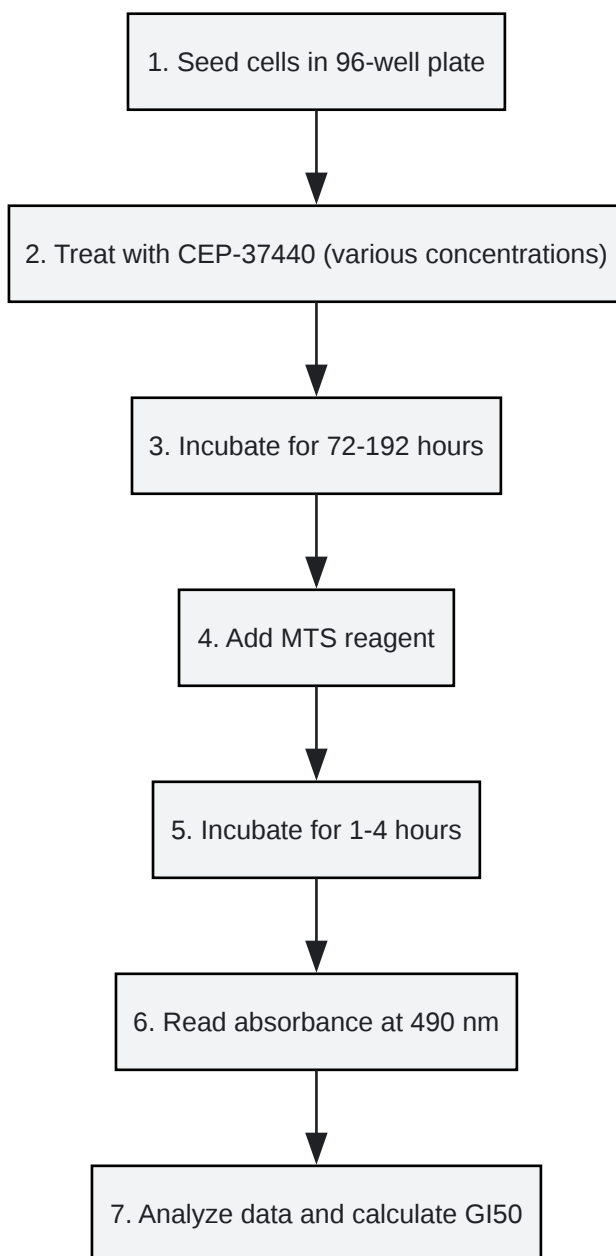 1. Seed cells in 96-well plate
2. Treat with CEP-37440 (various concentrations)
3. Incubate for 72-192 hours
4. Add MTS reagent
5. Incubate for 1-4 hours
6. Read absorbance at 490 nm
7. Analyze data and calculate GI50